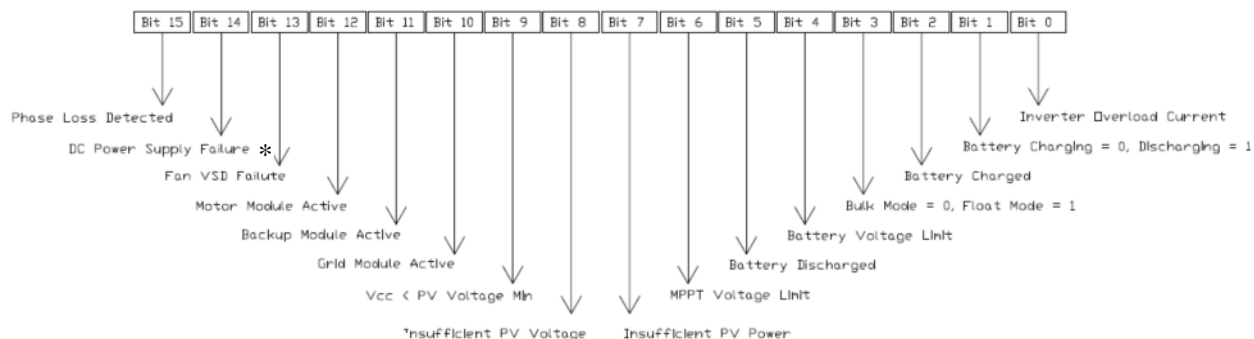 Bit 15 Bit 14 Bit 13 Bit 12 Bit 11 Bit 10 Bit 9 Bit 8 Bit 7 Bit 6 Bit 5 Bit 4 Bit 3 Bit 2 Bit 1 Bit 0
Phase Loss Detected
Inverter Overload Current
DC Power Supply Failure *
Battery Charging = 0, Discharging = 1
Fan VSD Failute
Battery Charged
Motor Module Active
Bulk Mode = 0, Float Mode = 1
Backup Module Active
Battery Voltage Limit
Grid Module Active
Battery Discharged
Vcc < PV Voltage Min
MPPT Voltage Limit
nsufficient PV Voltage
Insufficient PV Power